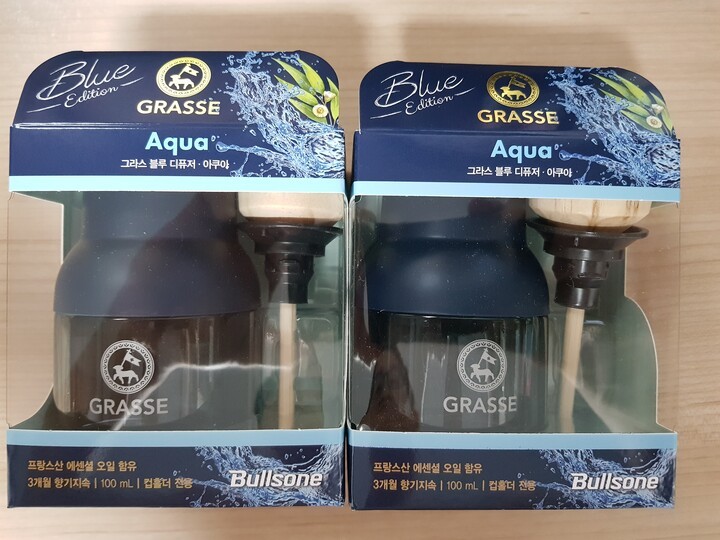 Blue
Edition
GRASSE
Aqua
그라스 블루 디퓨저 · 아쿠아
GRASSE
프랑스산 에센셜 오일 함유
3개월 향기지속 | 100 mL | 컵홀더 전용
Bullsone
Blue
Edition
GRASSE
Aqua
그라스 블루 디퓨저 · 아쿠아
GRASSE
프랑스산 에센셜 오일 함유
3개월 향기지속 | 100 mL | 컵홀더 전용
Bullsone